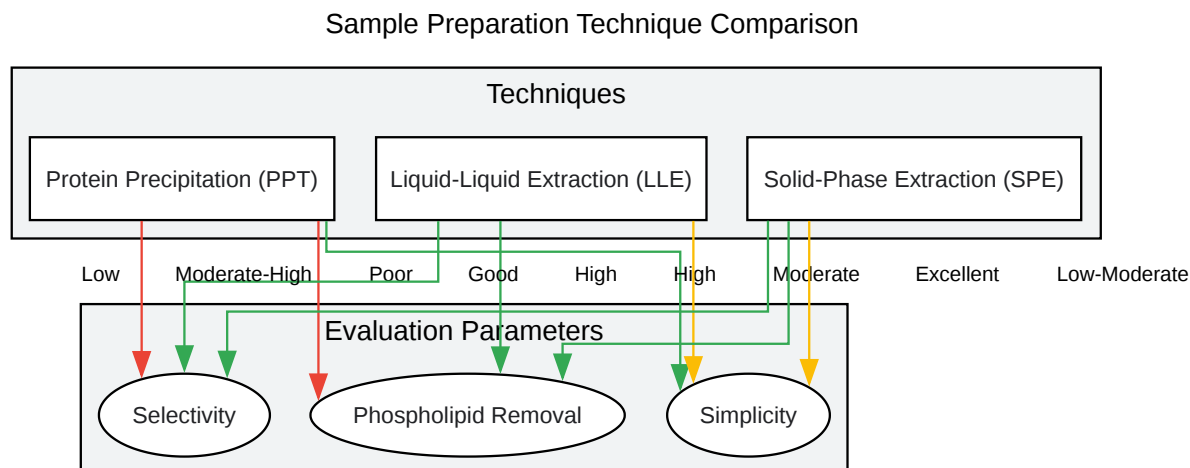 Sample Preparation Technique Comparison
Techniques
Protein Precipitation (PPT)
Liquid-Liquid Extraction (LLE)
Solid-Phase Extraction (SPE)
Low
Moderate-High
Poor
Good
High
High
Moderate
Excellent
Low-Moderate
Evaluation Parameters
Selectivity
Phospholipid Removal
Simplicity